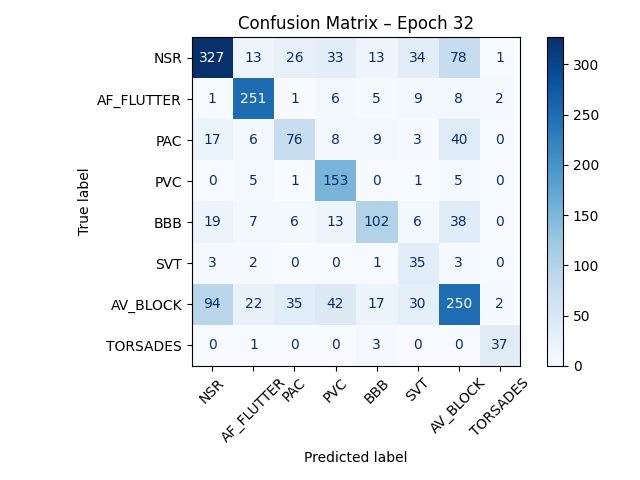 Confusion Matrix – Epoch 32
True label
NSR 327 13 26 33 13 34 78 1
AF_FLUTTER 1 251 1 6 5 9 8 2
PAC 17 6 76 8 9 3 40 0
PVC 0 5 1 153 0 1 5 0
BBB 19 7 6 13 102 6 38 0
SVT 3 2 0 0 1 35 3 0
AV_BLOCK 94 22 35 42 17 30 250 2
TORSADES 0 1 0 0 3 0 0 37
NSR AF_FLUTTER PAC PVC BBB SVT AV_BLOCK TORSADES
Predicted label
300
250
200
150
100
50
0